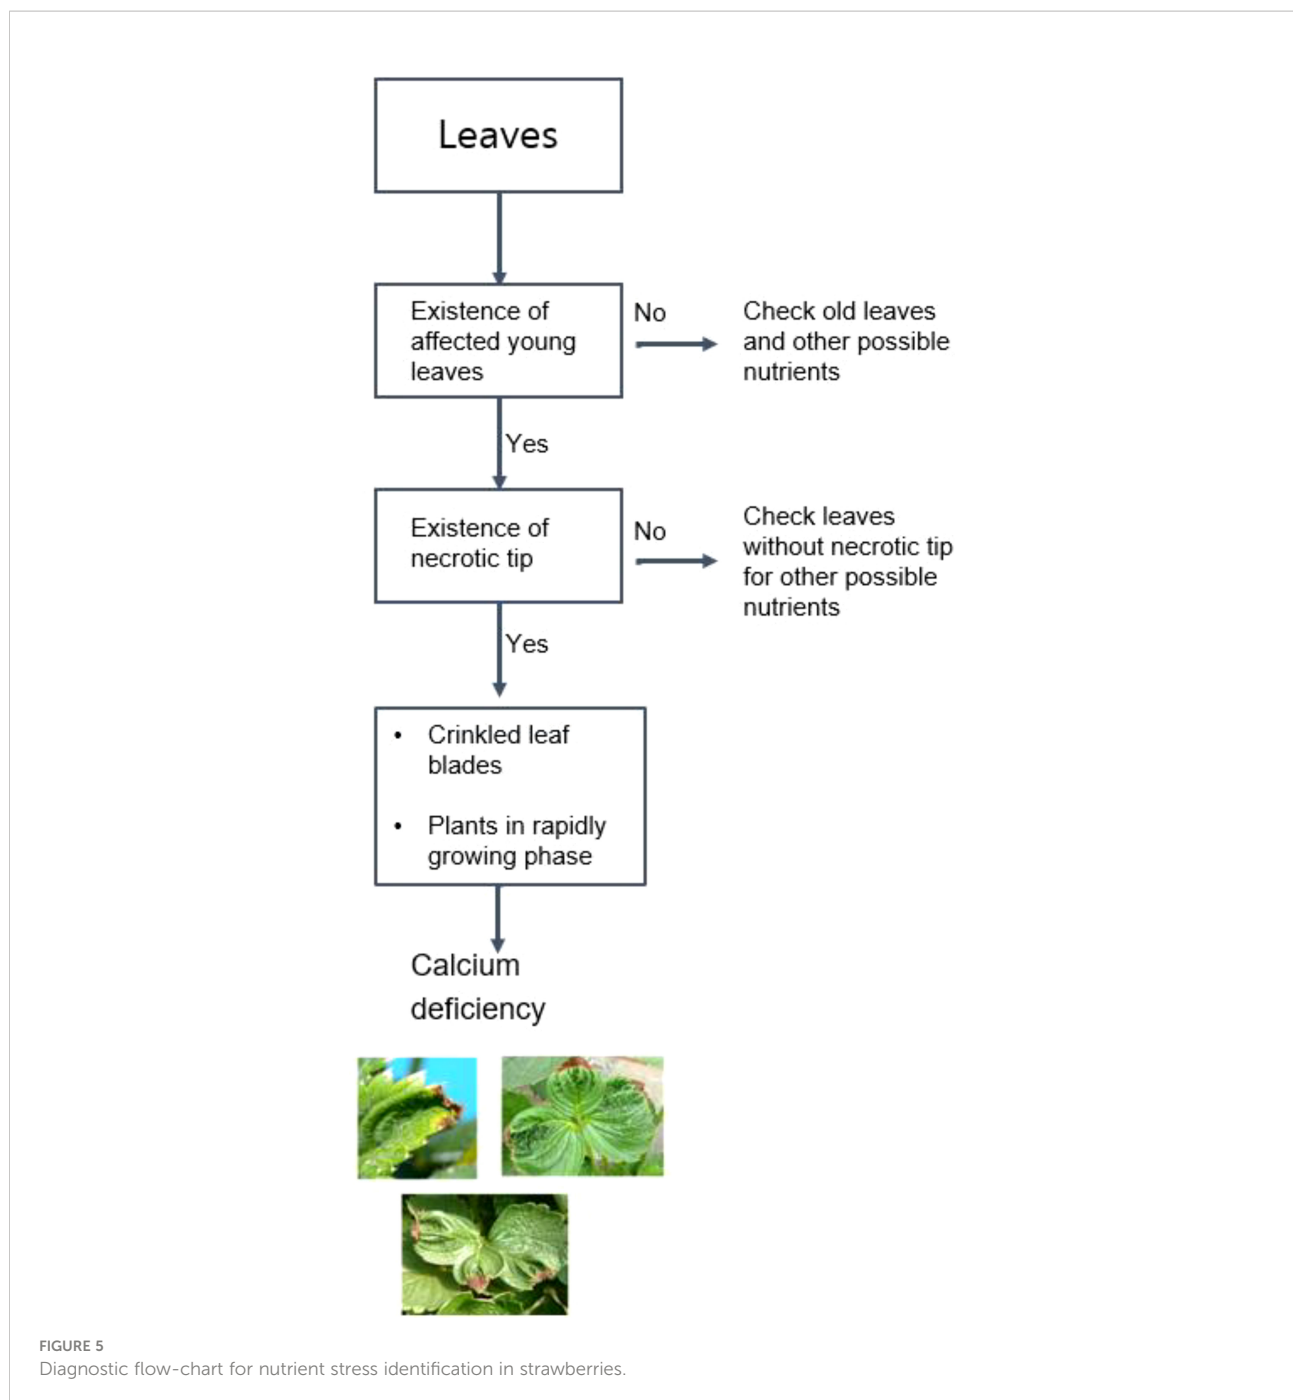 Leaves
Existence of
affected young
leaves
No
Check old leaves
and other possible
nutrients
Yes
Existence of
necrotic tip
No
Check leaves
without necrotic tip
for other possible
nutrients
Yes
• Crinkled leaf
blades
• Plants in rapidly
growing phase
Calcium
deficiency
FIGURE 5
Diagnostic flow-chart for nutrient stress identification in strawberries.